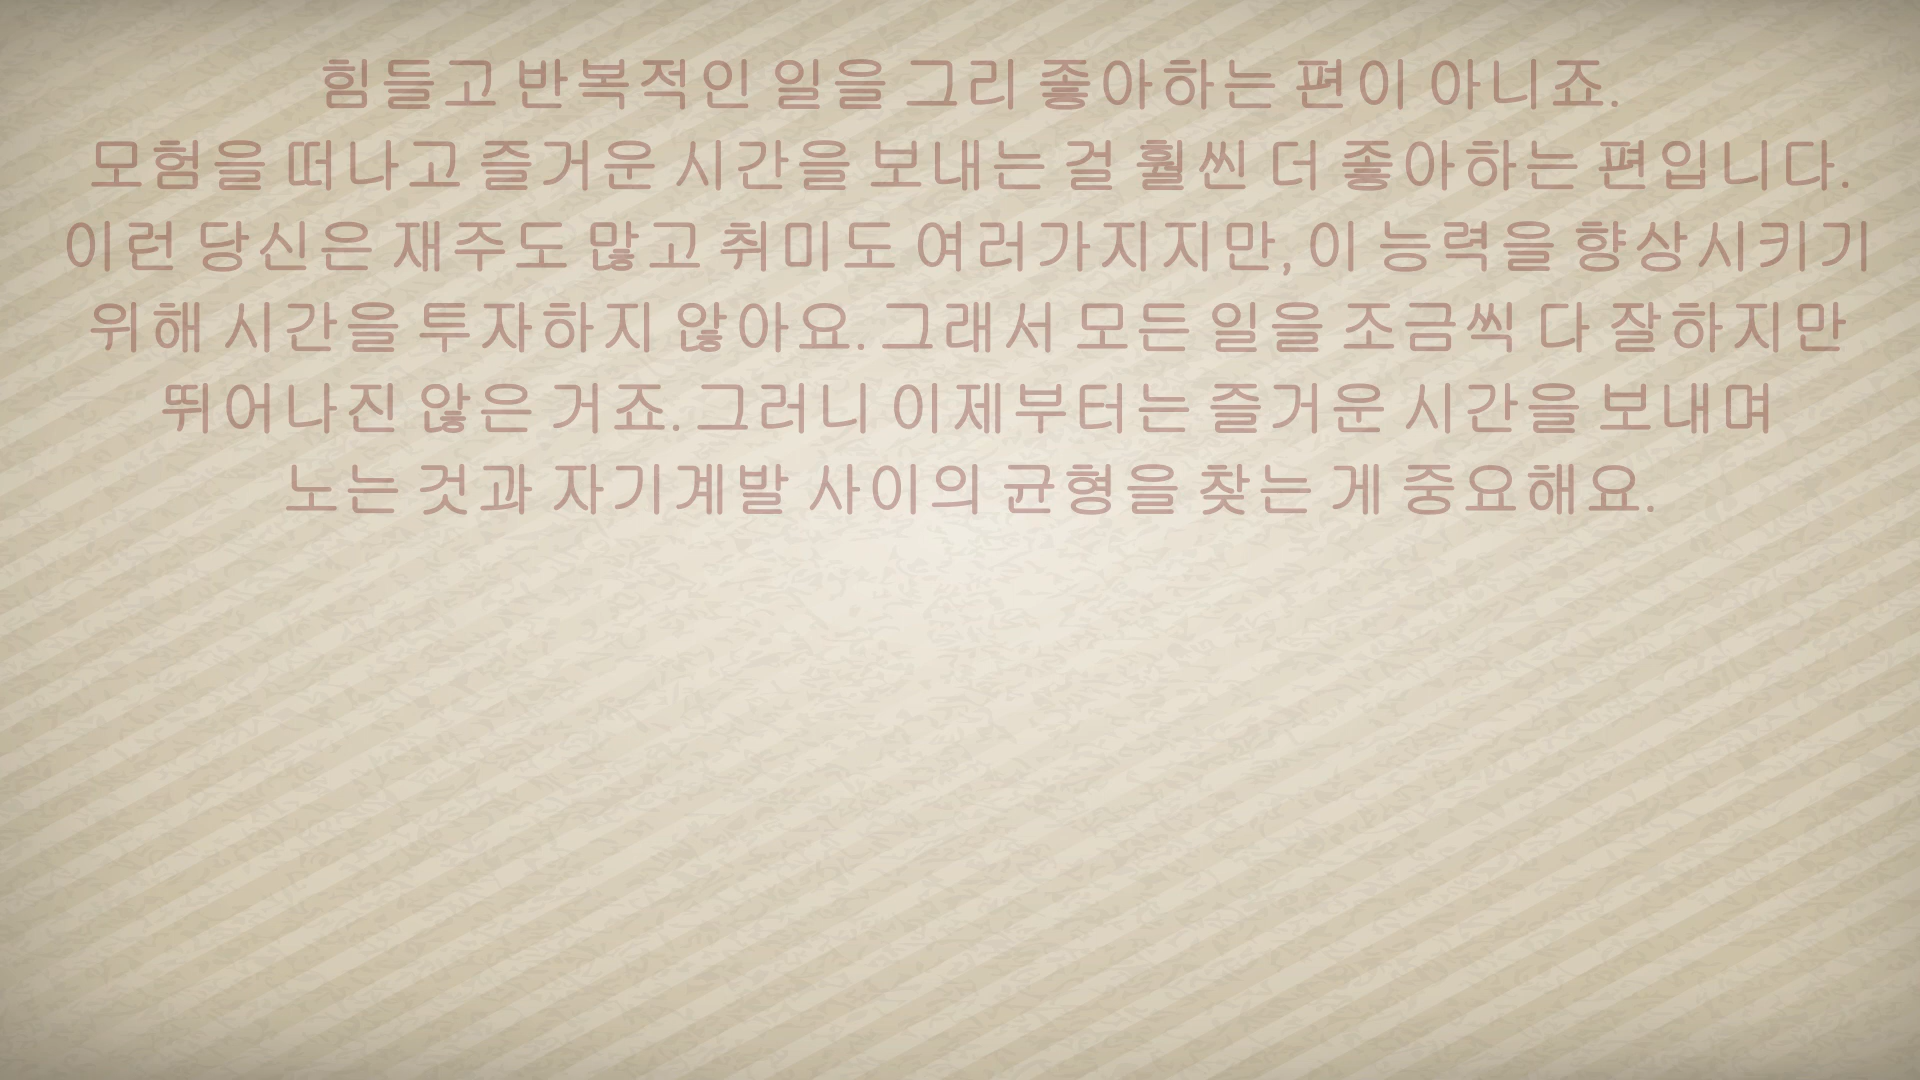 힘들고 반복적인 일을 그리 좋아하는 편이 아니죠.
모험을 떠나고 즐거운 시간을 보내는 걸 훨씬 더 좋아하는 편입니다.
이런 당신은 재주도 많고 취미도 여러가지지만, 이 능력을 향상시키기
위해 시간을 투자하지 않아요. 그래서 모든 일을 조금씩 다 잘하지만
뛰어나진 않은 거죠. 그러니 이제부터는 즐거운 시간을 보내며
노는 것과 자기계발 사이의 균형을 찾는 게 중요해요.